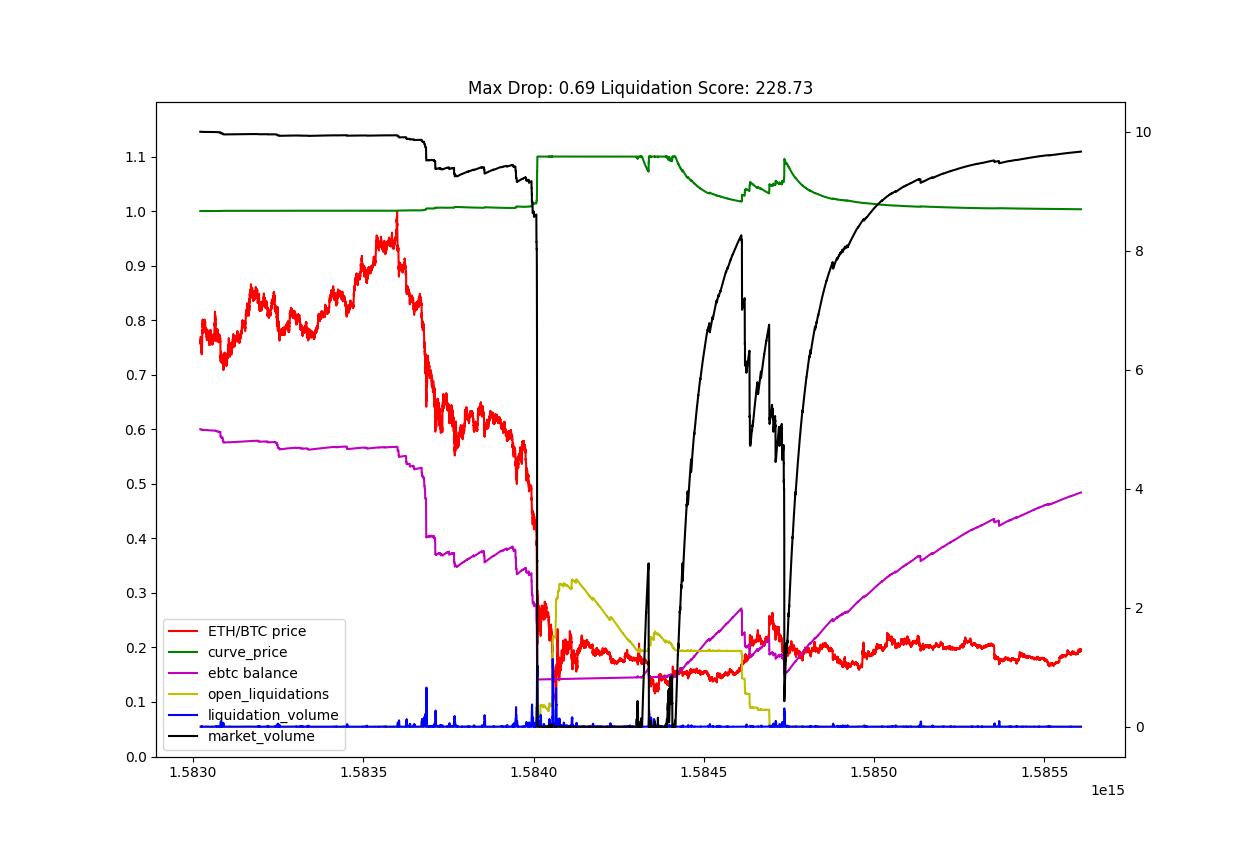 Max Drop: 0.69 Liquidation Score: 228.73
1.1
1.0
0.9
0.8
0.7
0.6
0.5
0.4
0.3
0.2
0.1
0.0
10
8
6
4
2
0
ETH/BTC price
curve_price
ebtc balance
open_liquidations
liquidation_volume
market_volume
1.5830 1.5835 1.5840 1.5845 1.5850 1.5855
1e15